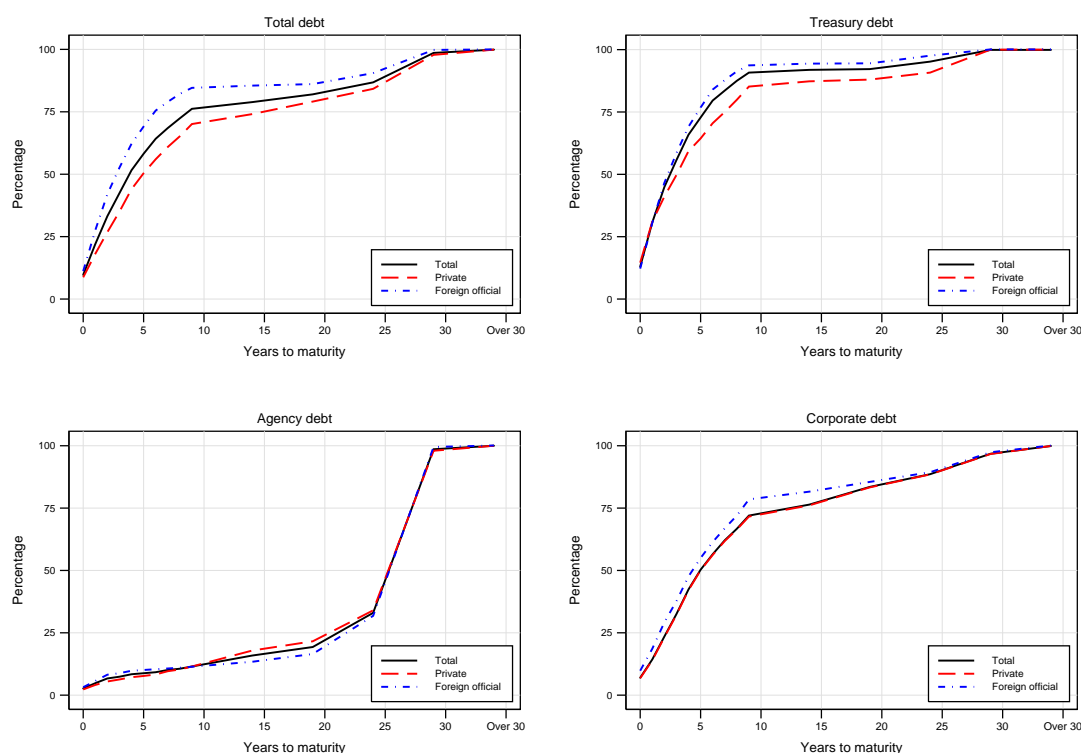 Total debt
Percentage
100
75
50
25
0
Total
Private
Foreign official
0 5 10 15 20 25 30 Over 30
Years to maturity
Treasury debt
Percentage
100
75
50
25
0
Total
Private
Foreign official
0 5 10 15 20 25 30 Over 30
Years to maturity
Agency debt
Percentage
100
75
50
25
0
Total
Private
Foreign official
0 5 10 15 20 25 30 Over 30
Years to maturity
Corporate debt
Percentage
100
75
50
25
0
Total
Private
Foreign official
0 5 10 15 20 25 30 Over 30
Years to maturity